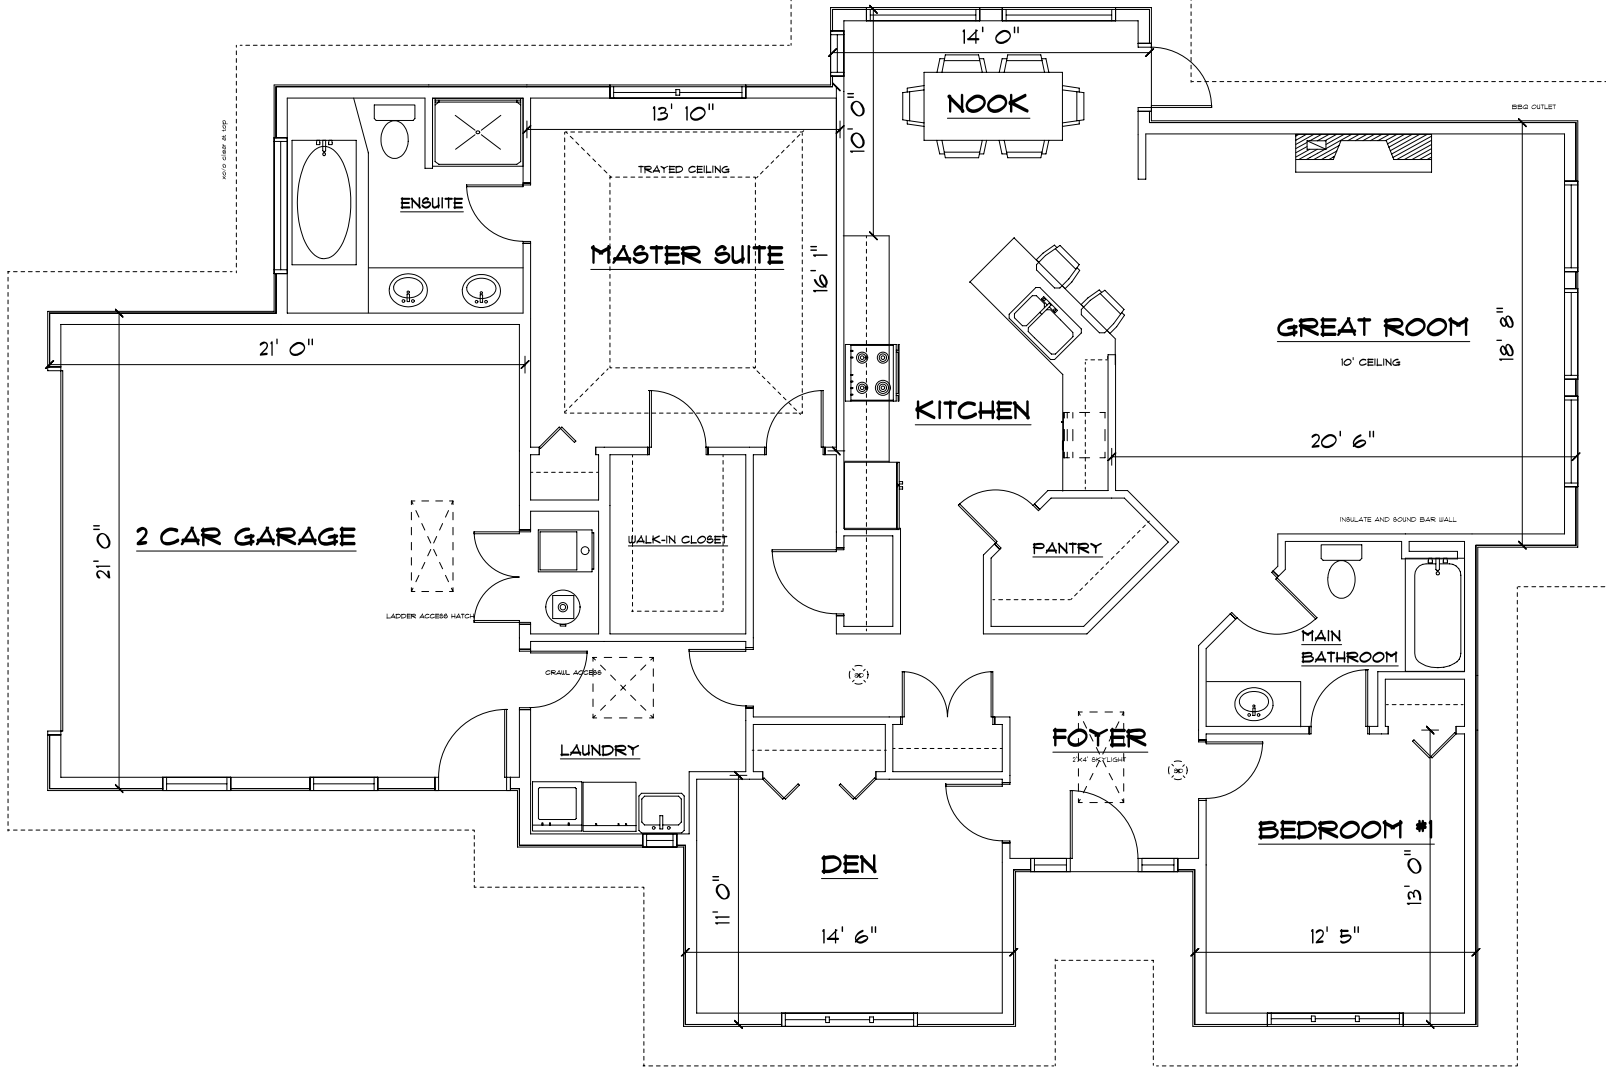 14' 0"
NOOK
10' 0"
BBQ OUTLET
13' 10"
TRAYED CEILING
ENSUITE
MASTER SUITE
16' 1"
GREAT ROOM
10' CEILING
18' 8"
21' 0"
KITCHEN
20' 6"
INSULATE AND SOUND BAR WALL
2 CAR GARAGE
21' 0"
WALK-IN CLOSET
PANTRY
LADDER ACCESS HATCH
MAIN
BATHROOM
CRAWL ACCESS
LAUNDRY
FOYER
2'X4' SKYLIGHT
BEDROOM #1
DEN
13' 0"
11' 0"
14' 6"
12' 5"